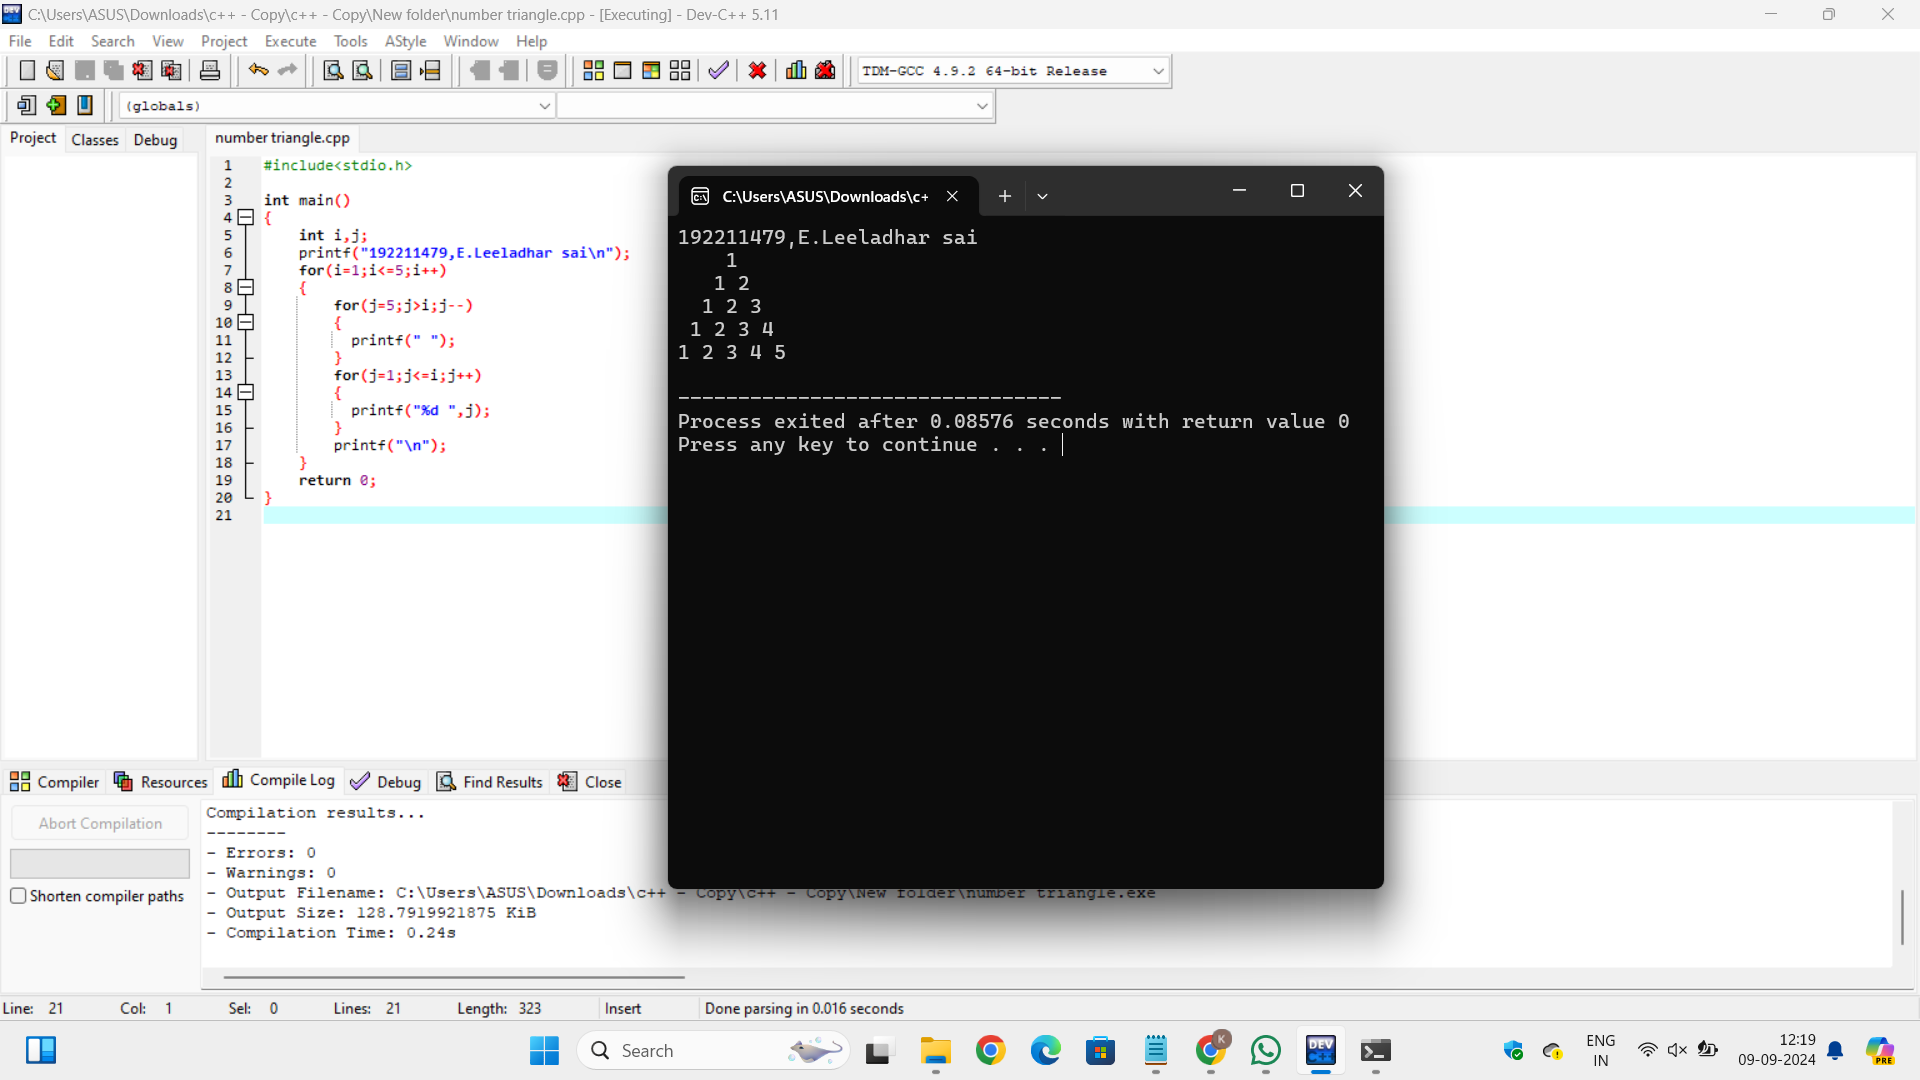 C:\Users\ASUS\Downloads\c++ - Copy\c++ - Copy\New folder\number triangle.cpp - [Executing] - Dev-C++ 5.11
File Edit Search View Project Execute Tools AStyle Window Help
TDM-GCC 4.9.2 64-bit Release
(globals)
Project Classes Debug
number triangle.cpp
1 #include<stdio.h>
2
3 int main()
4 {
5 int i,j;
6 printf("192211479,E.Leeladhar sai\n");
7 for(i=1;i<=5;i++)
8 {
9 for(j=5;j>i;j--)
10 {
11 printf(" ");
12 }
13 for(j=1;j<=i;j++)
14 {
15 printf("%d ",j);
16 }
17 printf("\n");
18 }
19 return 0;
20 }
21
C:\Users\ASUS\Downloads\c+
192211479,E.Leeladhar sai
1
1 2
1 2 3
1 2 3 4
1 2 3 4 5
--------------------------------
Process exited after 0.08576 seconds with return value 0
Press any key to continue . . .
Compiler Resources Compile Log Debug Find Results Close
Abort Compilation
Shorten compiler paths
Compilation results...
--------
- Errors: 0
- Warnings: 0
- Output Filename: C:\Users\ASUS\Downloads\c++ - Copy\c++ - Copy\New folder\number triangle.exe
- Output Size: 128.7919921875 KiB
- Compilation Time: 0.24s
Line: 21 Col: 1 Sel: 0 Lines: 21 Length: 323 Insert Done parsing in 0.016 seconds
Search
K
DEV
C++
ENG
IN
12:19
09-09-2024
PRE